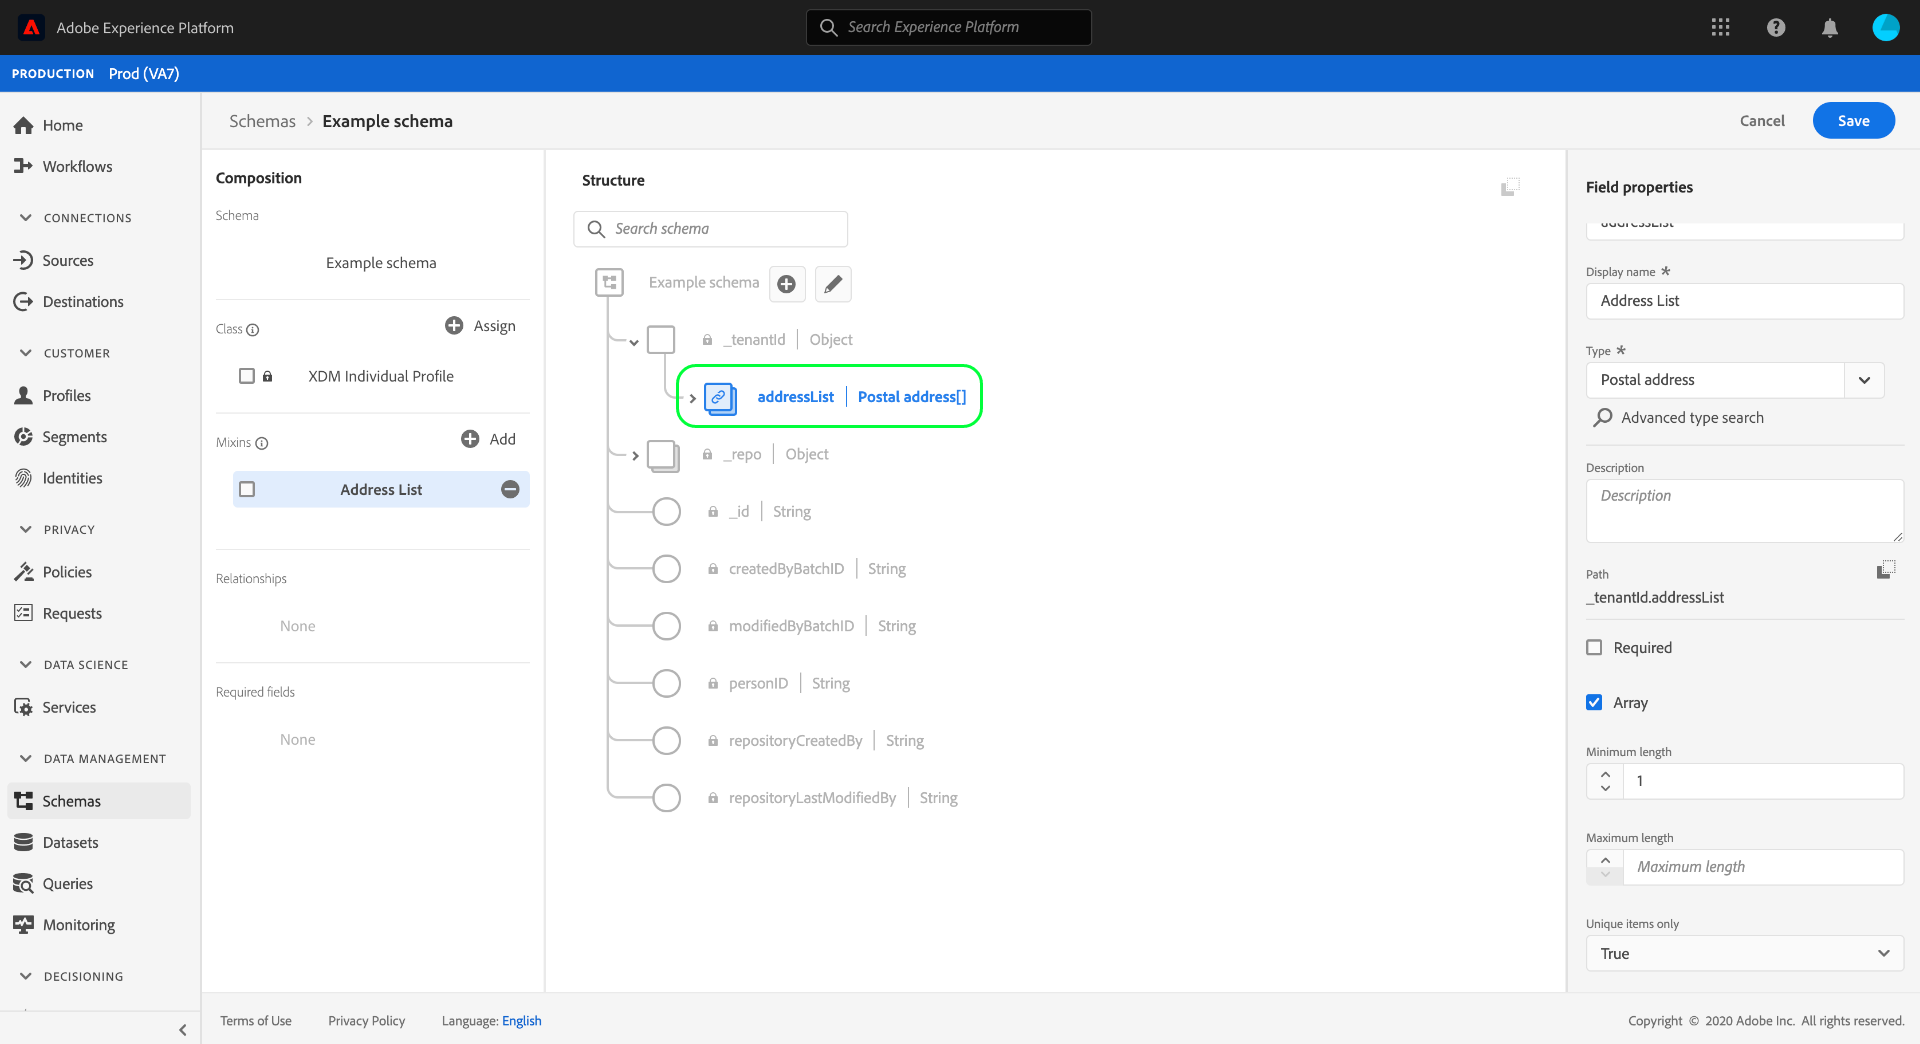 Adobe Experience Platform
Search Experience Platform
PRODUCTION Prod (VA7)
Home
Workflows
CONNECTIONS
Sources
Destinations
CUSTOMER
Profiles
Segments
Identities
PRIVACY
Policies
Requests
DATA SCIENCE
Services
DATA MANAGEMENT
Schemas
Datasets
Queries
Monitoring
DECISIONING
Schemas > Example schema
Cancel
Save
Composition
Schema
Example schema
Class
Assign
XDM Individual Profile
Mixins
Add
Address List
Relationships
None
Required fields
None
Structure
Search schema
Example schema
_tenantId | Object
addressList | Postal address[]
_repo | Object
_id | String
createdByBatchID | String
modifiedByBatchID | String
personID | String
repositoryCreatedBy | String
repositoryLastModifiedBy | String
Field properties
addressList
Display name *
Address List
Type *
Postal address
Advanced type search
Description
Description
Path
_tenantId.addressList
Required
Array
Minimum length
1
Maximum length
Maximum length
Unique items only
True
Terms of Use Privacy Policy Language: English
Copyright © 2020 Adobe Inc. All rights reserved.